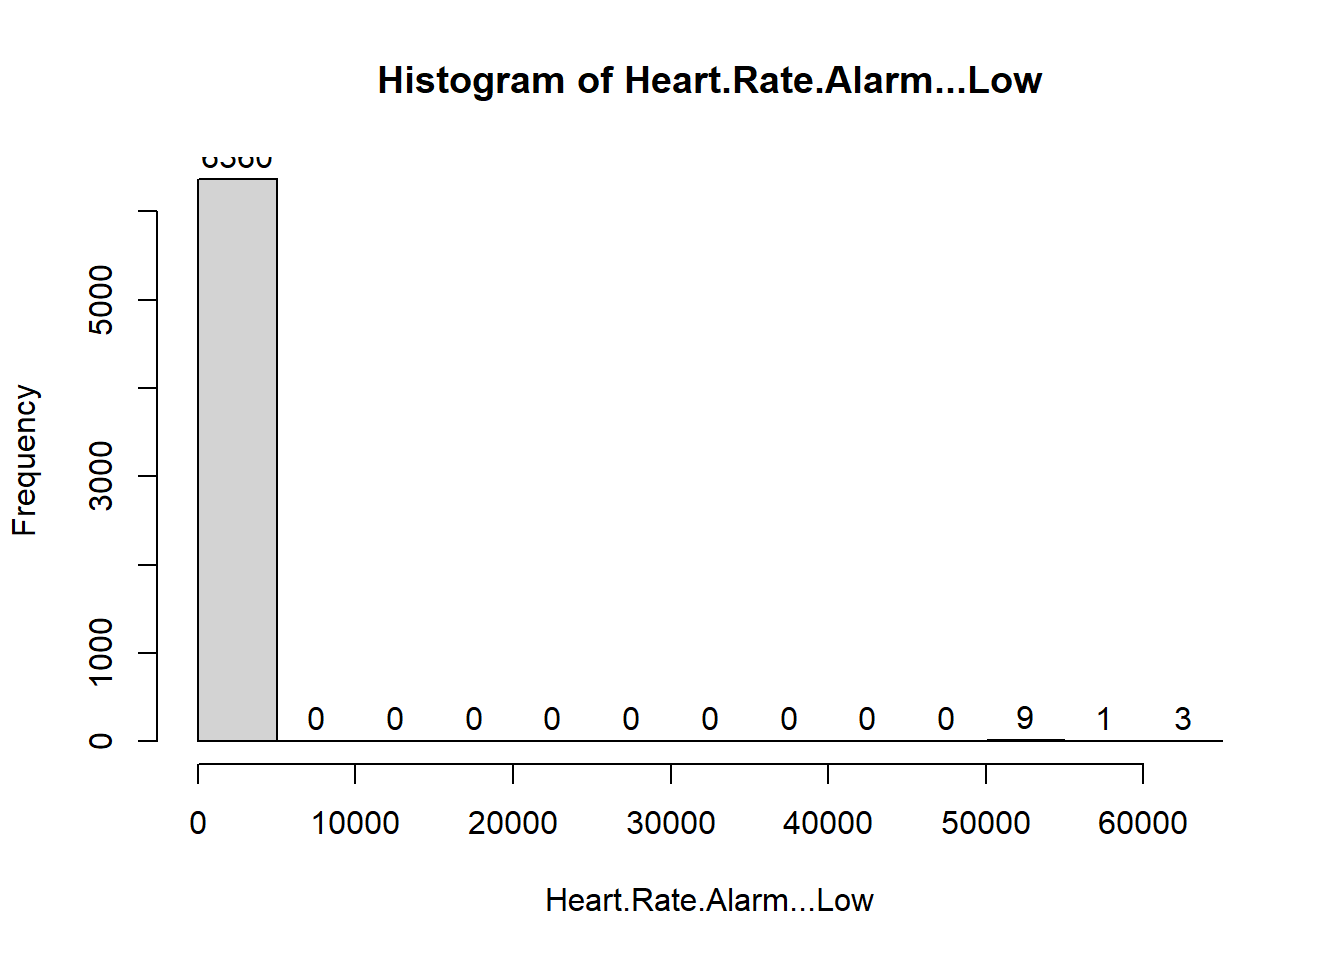 Histogram of Heart.Rate.Alarm...Low
Frequency
0 1000 3000 5000
0 0 0 0 0 0 0 0 0 9 1 3
0 10000 20000 30000 40000 50000 60000
Heart.Rate.Alarm...Low